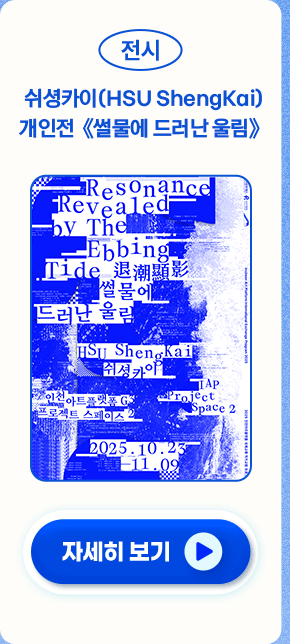 전시
쉬셩카이(HSU ShengKai)
개인전《썰물에 드러난 울림》
Resonance
Revealed
by The
Ebbing
Tide 退潮顯影
썰물에
드러난 울림
HSU ShengKai
쉬셩카이
인천아트플랫폼 G3
프로젝트 스페이스 2
IAP
Project
Space 2
2025.10.23
–11.09
자세히 보기